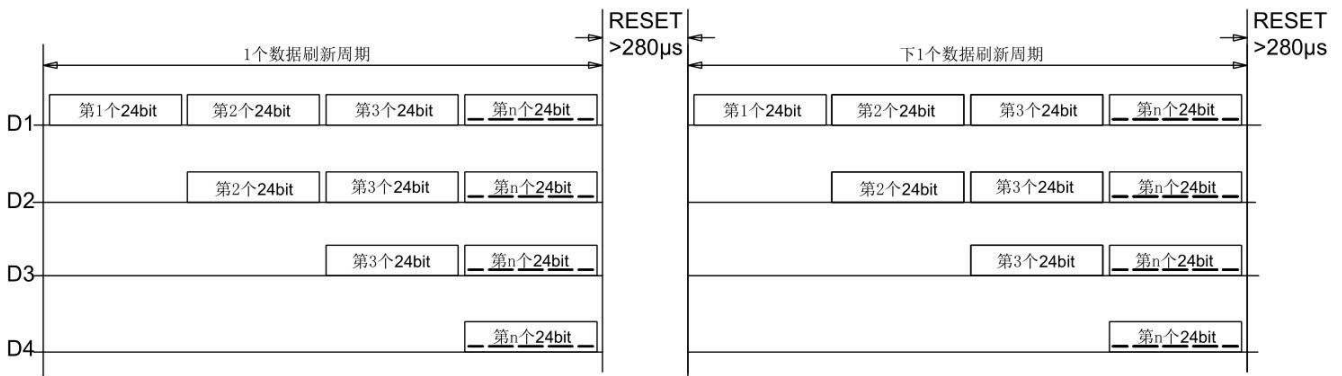 RESET
>280μs
RESET
>280μs
1个数据刷新周期
下1个数据刷新周期
D1
第1个24bit
第2个24bit
第3个24bit
第n个24bit
第1个24bit
第2个24bit
第3个24bit
第n个24bit
D2
第2个24bit
第3个24bit
第n个24bit
第2个24bit
第3个24bit
第n个24bit
D3
第3个24bit
第n个24bit
第3个24bit
第n个24bit
D4
第n个24bit
第n个24bit